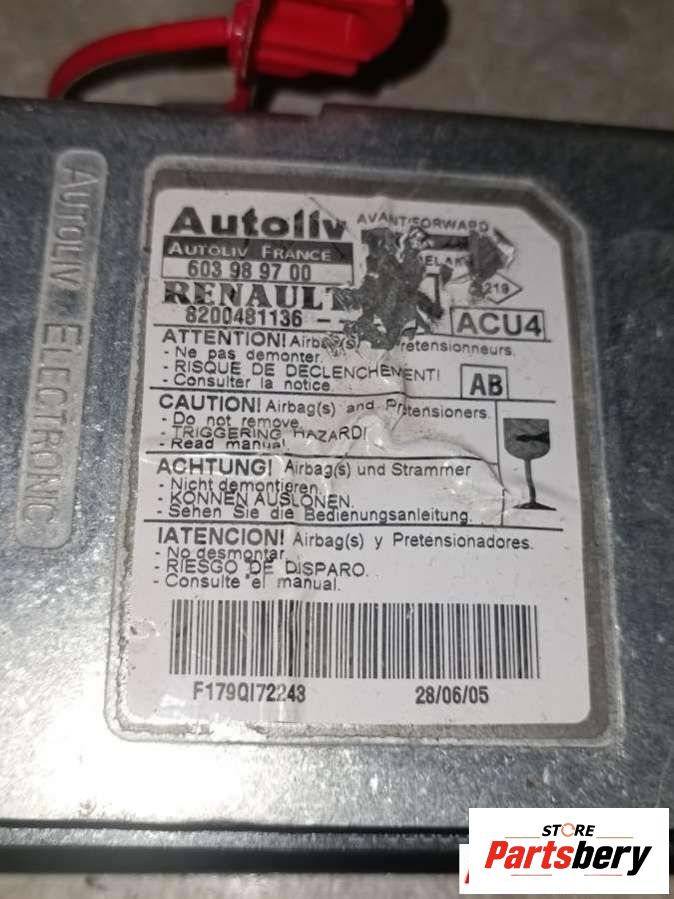 AUTOLIV ELECTRONIC
Autoliv
AVANT/FORWARD
AUTOLIV FRANCE
603 98 97 00
219
RENAULT
8200481136 --
ACU4
ATTENTION! Airbag(s) Pretensionneurs.
- Ne pas demonter.
- RISQUE DE DECLENCHEMENT!
- Consulter la notice.
AB
CAUTION! Airbag(s) and Pretensioners.
- Do not remove.
- TRIGGERING HAZARD!
- Read manual.
ACHTUNG! Airbag(s) und Strammer
- Nicht demontieren.
- KONNEN AUSLONEN.
- Sehen Sie die Bedienungsanleitung.
!ATENCION! Airbag(s) y Pretensionadores.
- No desmontar.
- RIESGO DE DISPARO.
- Consulte el manual.
F179QI72243 28/06/05
STORE
Partsbery